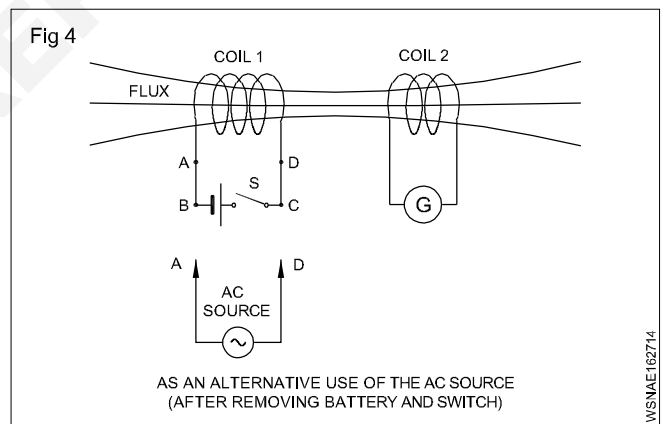 Fig 4
COIL 1
COIL 2
FLUX
A
D
S
B
C
G
A
D
AC
SOURCE
AS AN ALTERNATIVE USE OF THE AC SOURCE
(AFTER REMOVING BATTERY AND SWITCH)
WSNAE162714